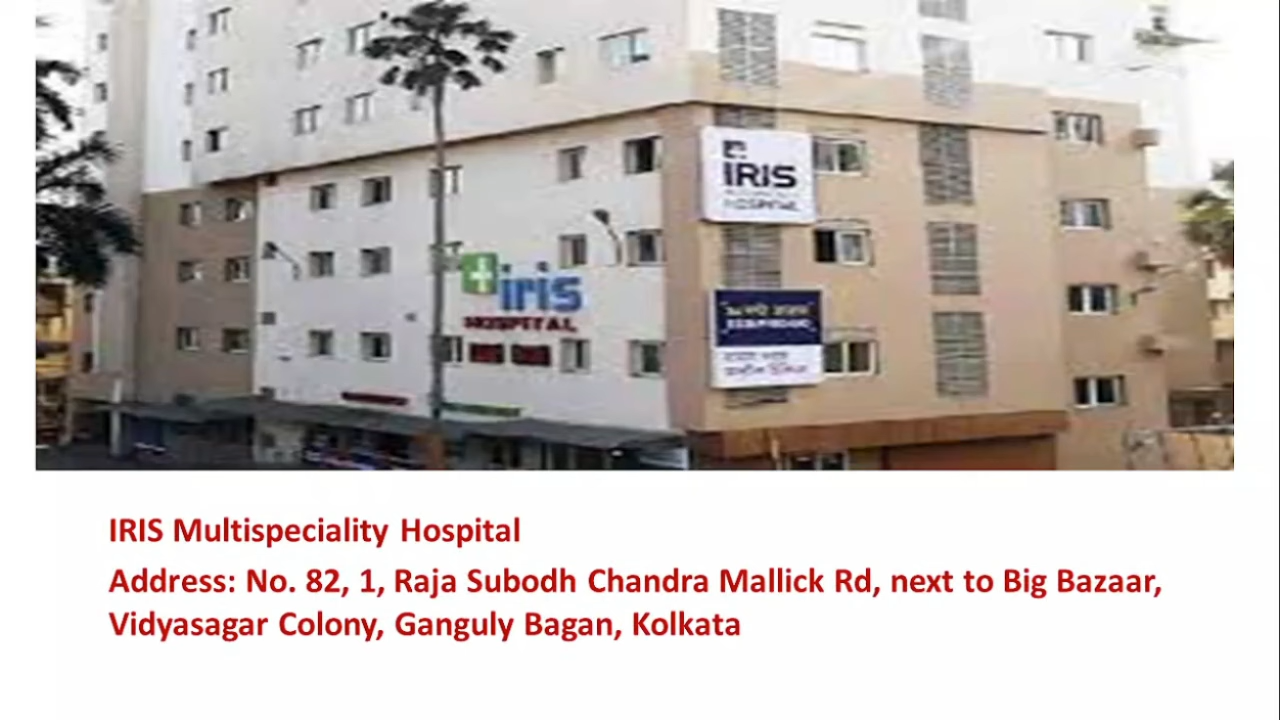 IRIS
HOSPITAL
iris
HOSPITAL
IRIS Multispeciality Hospital
Address: No. 82, 1, Raja Subodh Chandra Mallick Rd, next to Big Bazaar,
Vidyasagar Colony, Ganguly Bagan, Kolkata